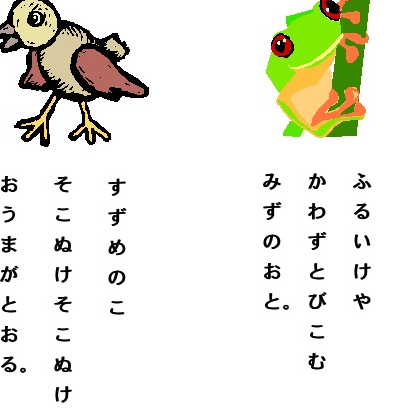 ふるいけや
かわずとびこむ
みずのおと。
すずめのこ
そこぬけそこぬけ
おうまがとおる。